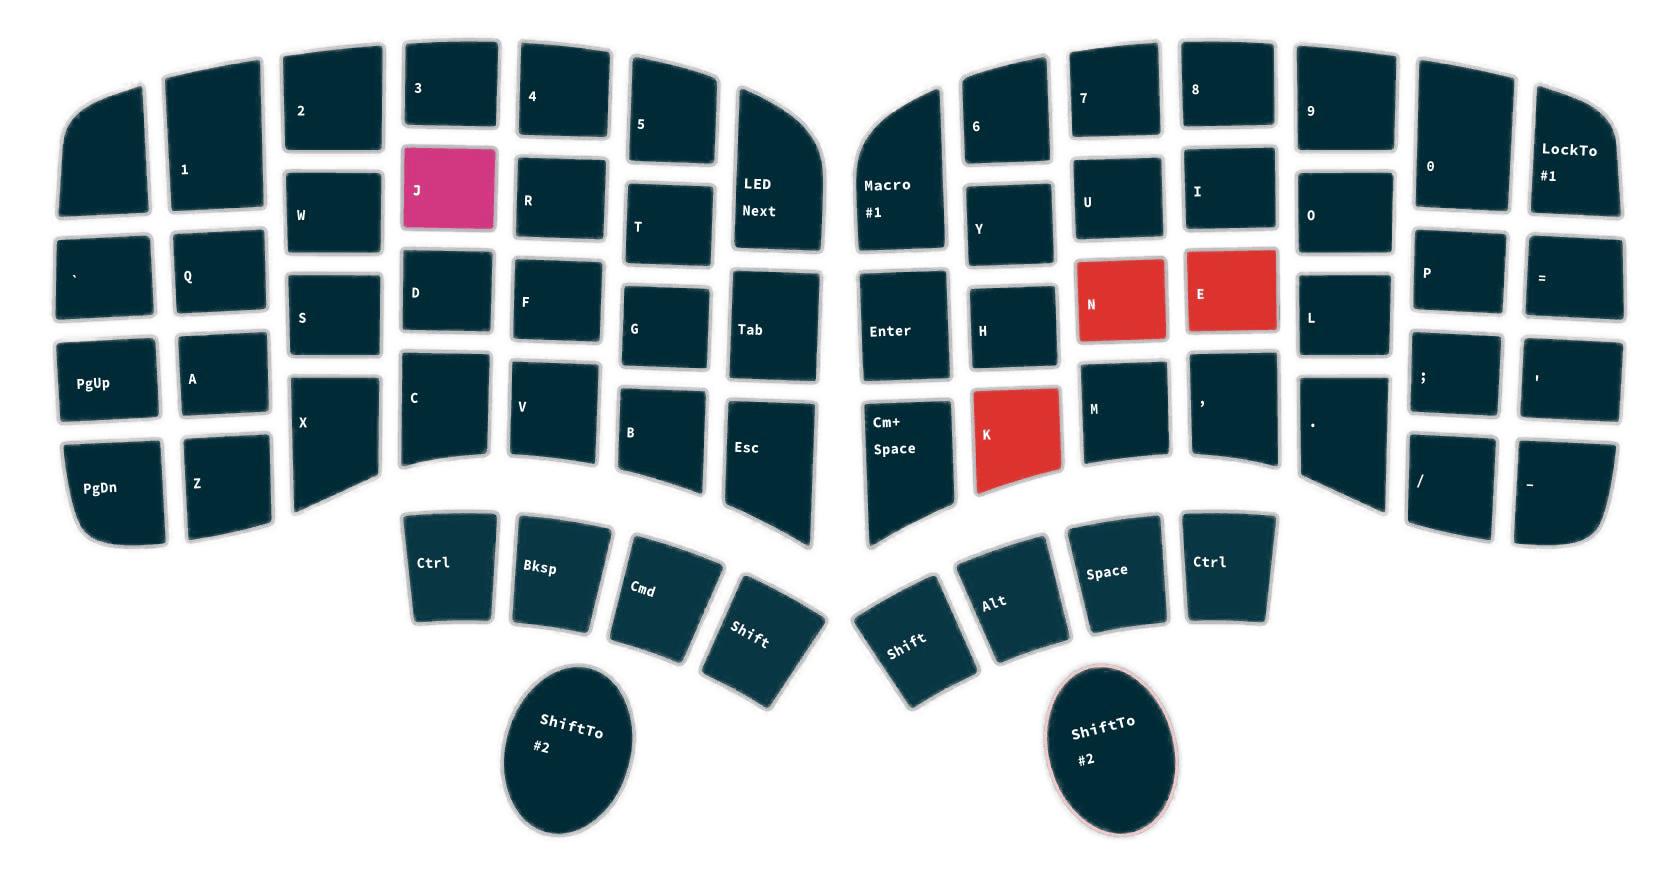 1
2
3
4
5
LED
Next
Macro
#1
6
7
8
9
0
LockTo
#1
`
Q
W
J
R
T
Y
U
I
O
P
=
PgUp
A
S
D
F
G
Tab
Enter
H
N
E
L
;
'
PgDn
Z
X
C
V
B
Esc
Cm+
Space
K
M
,
.
/
-
Ctrl
Bksp
Cmd
Shift
Shift
Alt
Space
Ctrl
ShiftTo
#2
ShiftTo
#2